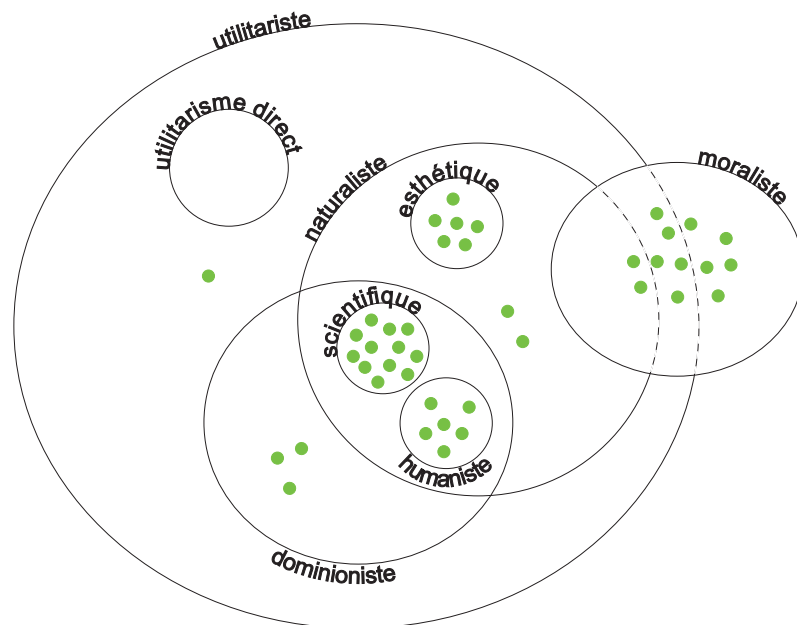 utilitariste
utilitarisme direct
naturaliste
esthétique
moraliste
scientifique
humaniste
dominioniste